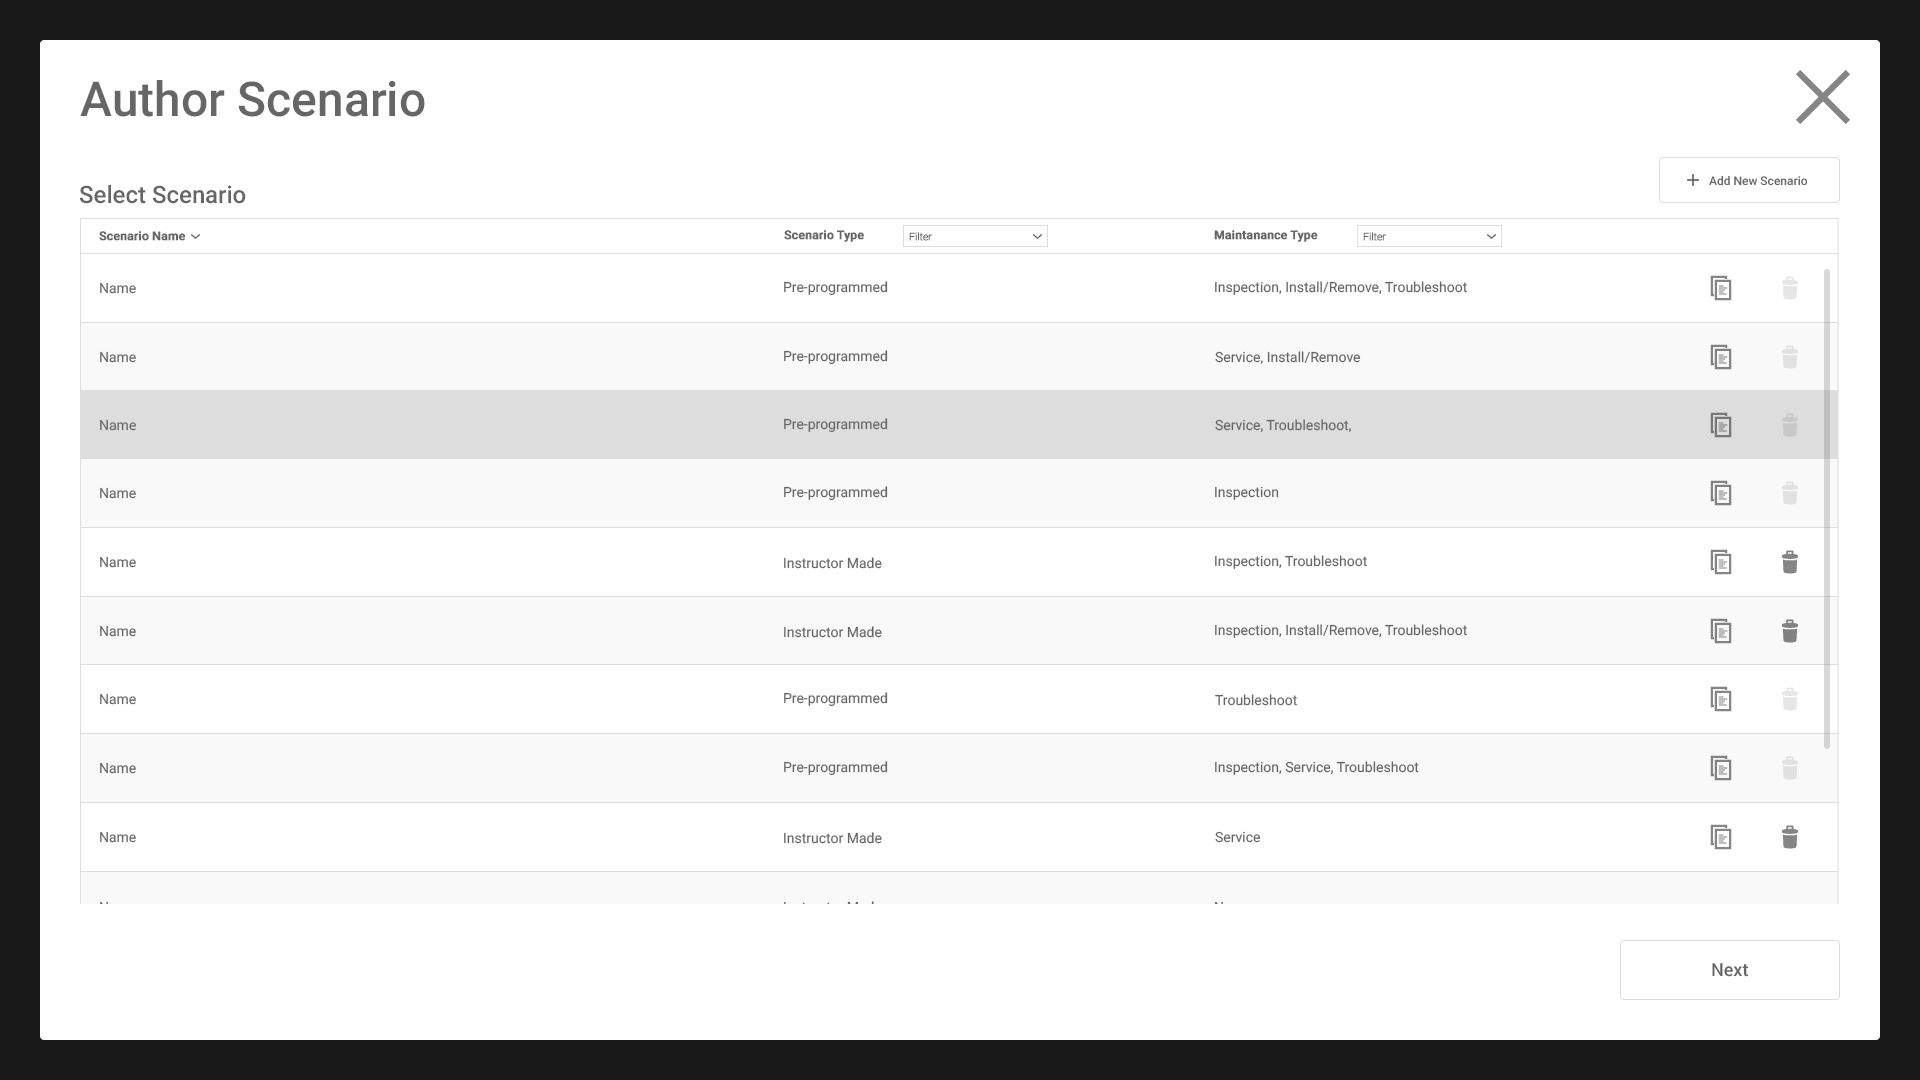 Author Scenario
Add New Scenario
Select Scenario
Scenario Name Scenario Type Filter Maintanance Type Filter
Name Pre-programmed Inspection, Install/Remove, Troubleshoot
Name Pre-programmed Service, Install/Remove
Name Pre-programmed Service, Troubleshoot,
Name Pre-programmed Inspection
Name Instructor Made Inspection, Troubleshoot
Name Instructor Made Inspection, Install/Remove, Troubleshoot
Name Pre-programmed Troubleshoot
Name Pre-programmed Inspection, Service, Troubleshoot
Name Instructor Made Service
Next